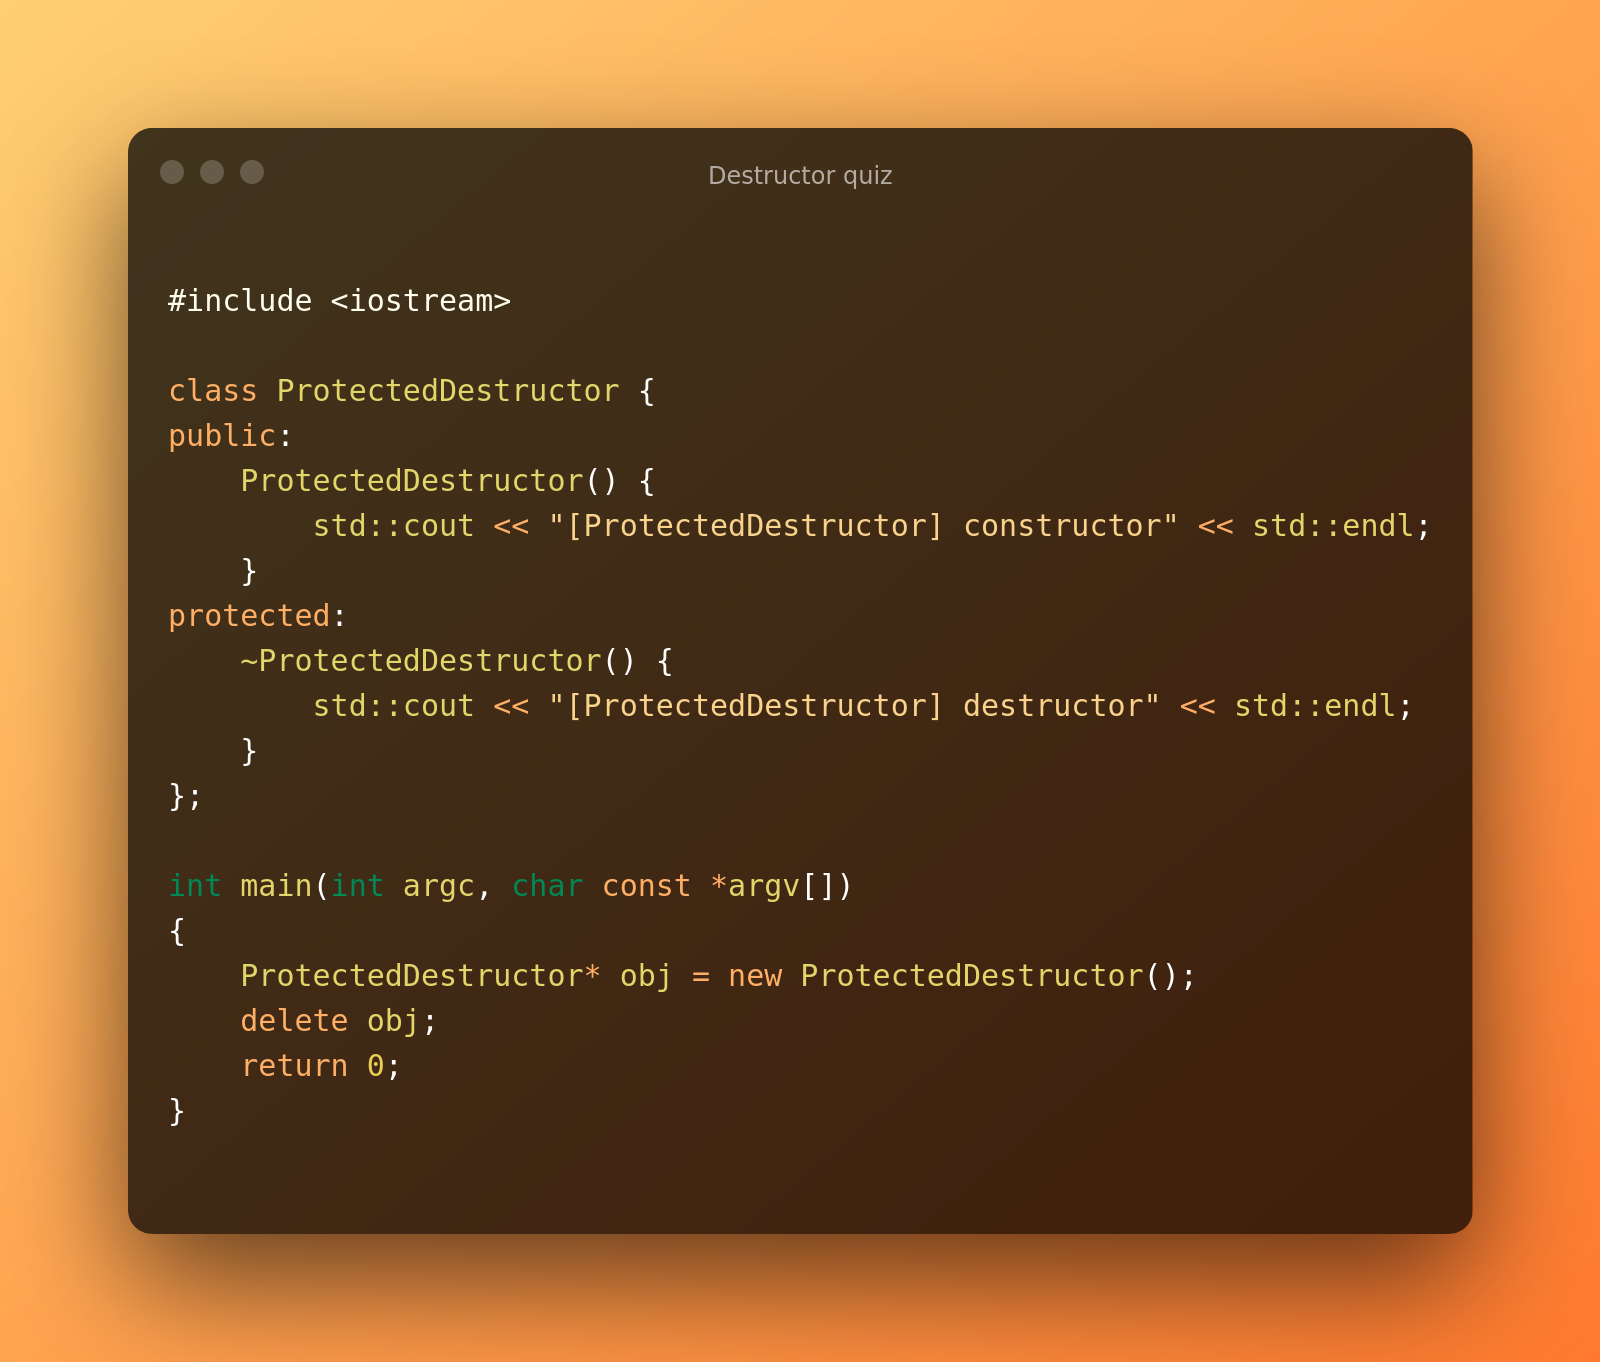 Destructor quiz
#include <iostream>
class ProtectedDestructor {
public:
    ProtectedDestructor() {
        std::cout << "[ProtectedDestructor] constructor" << std::endl;
    }
protected:
    ~ProtectedDestructor() {
        std::cout << "[ProtectedDestructor] destructor" << std::endl;
    }
};
int main(int argc, char const *argv[])
{
    ProtectedDestructor* obj = new ProtectedDestructor();
    delete obj;
    return 0;
}